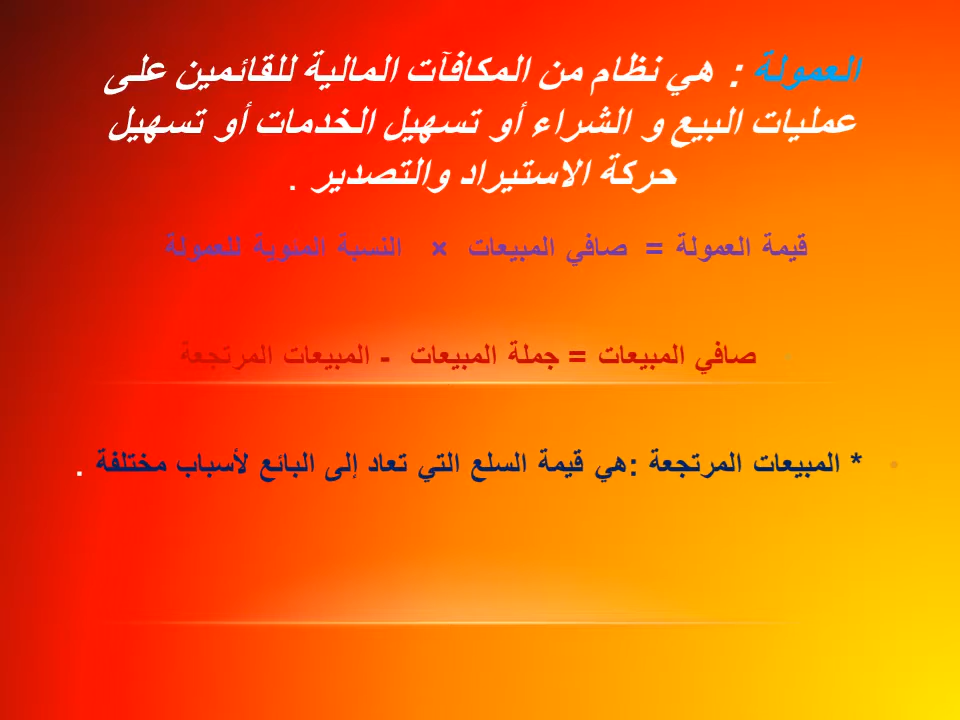 العمولة : هي نظام من المكافآت المالية للقائمين على
عمليات البيع و الشراء أو تسهيل الخدمات أو تسهيل
حركة الاستيراد والتصدير .
قيمة العمولة = صافي المبيعات × النسبة المئوية للعمولة
• صافي المبيعات = جملة المبيعات - المبيعات المرتجعة
• * المبيعات المرتجعة :هي قيمة السلع التي تعاد إلى البائع لأسباب مختلفة .